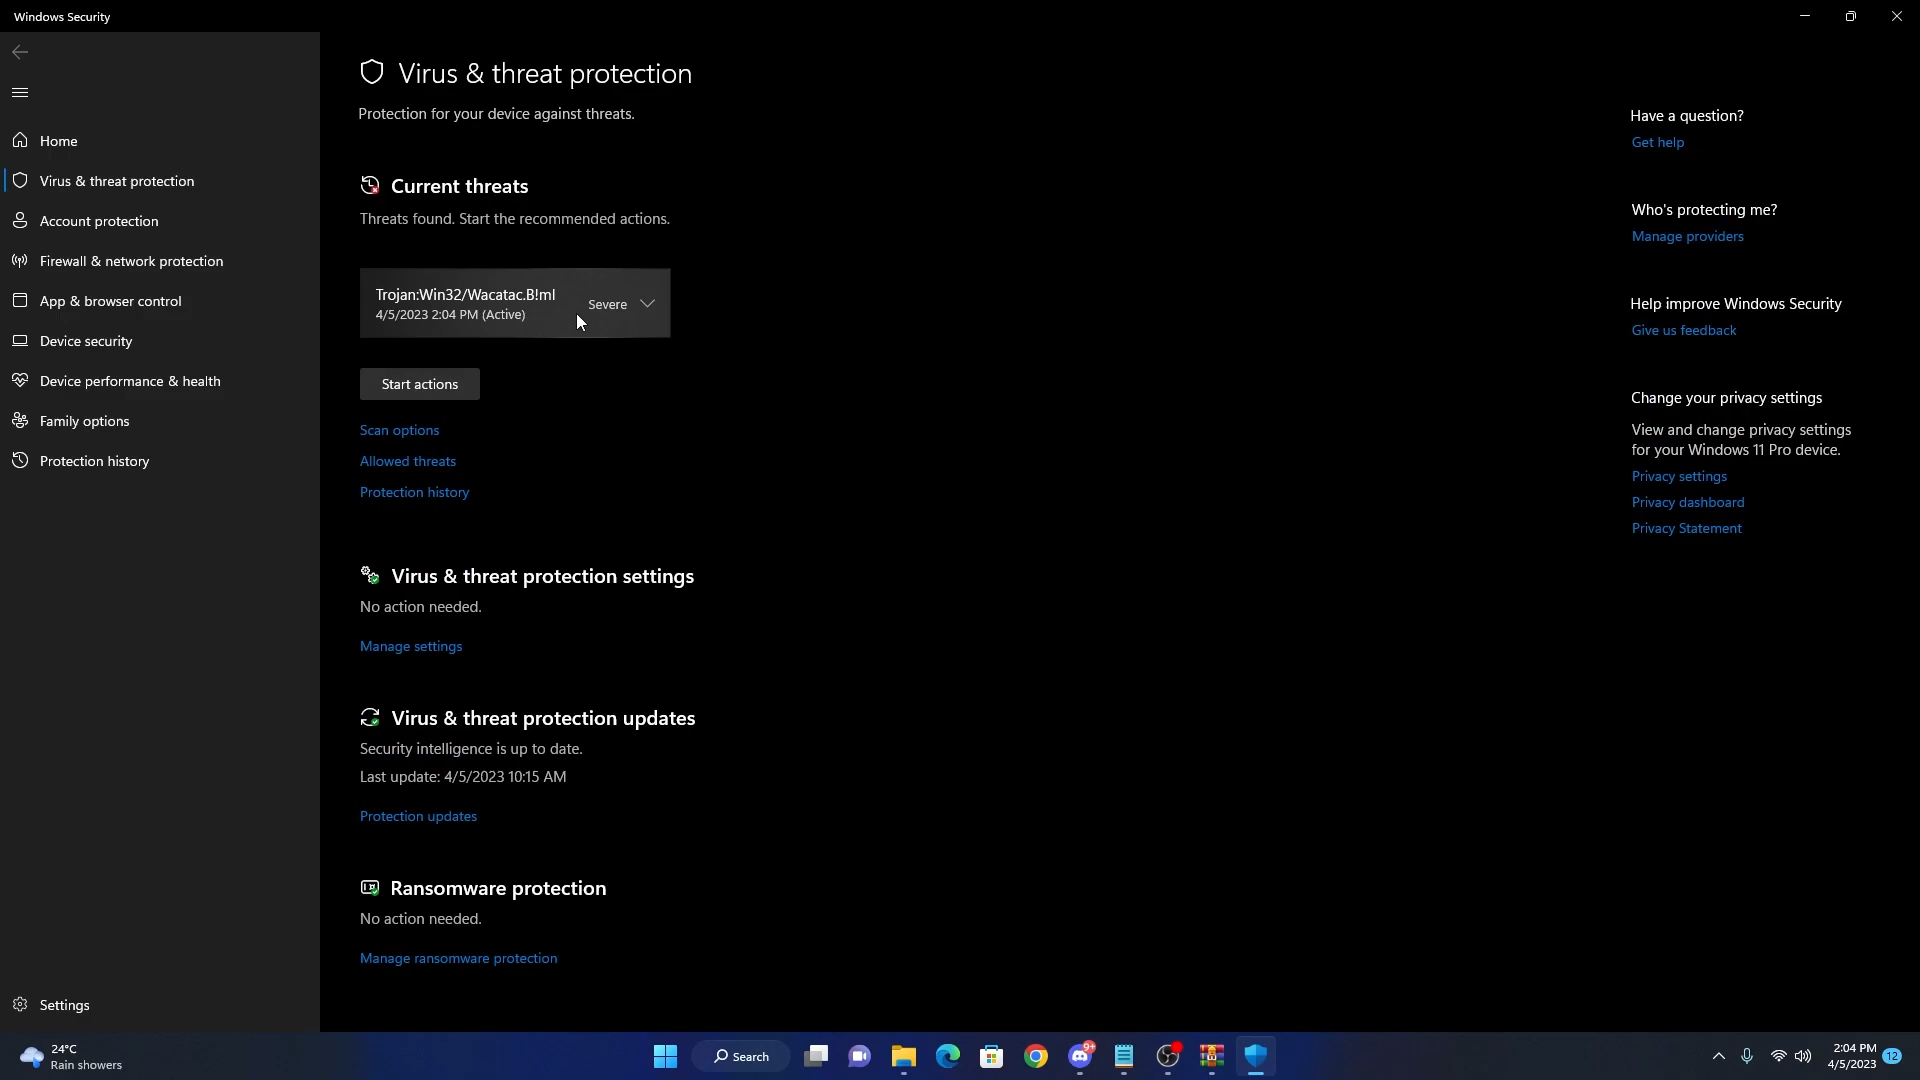 Windows Security
Home
Virus & threat protection
Account protection
Firewall & network protection
App & browser control
Device security
Device performance & health
Family options
Protection history
Settings
Virus & threat protection
Protection for your device against threats.
Current threats
Threats found. Start the recommended actions.
Trojan:Win32/Wacatac.B!ml
4/5/2023 2:04 PM (Active)
Severe
Start actions
Scan options
Allowed threats
Protection history
Virus & threat protection settings
No action needed.
Manage settings
Virus & threat protection updates
Security intelligence is up to date.
Last update: 4/5/2023 10:15 AM
Protection updates
Ransomware protection
No action needed.
Manage ransomware protection
Have a question?
Get help
Who's protecting me?
Manage providers
Help improve Windows Security
Give us feedback
Change your privacy settings
View and change privacy settings
for your Windows 11 Pro device.
Privacy settings
Privacy dashboard
Privacy Statement
24°C
Rain showers
Search
9+
2:04 PM
4/5/2023
12